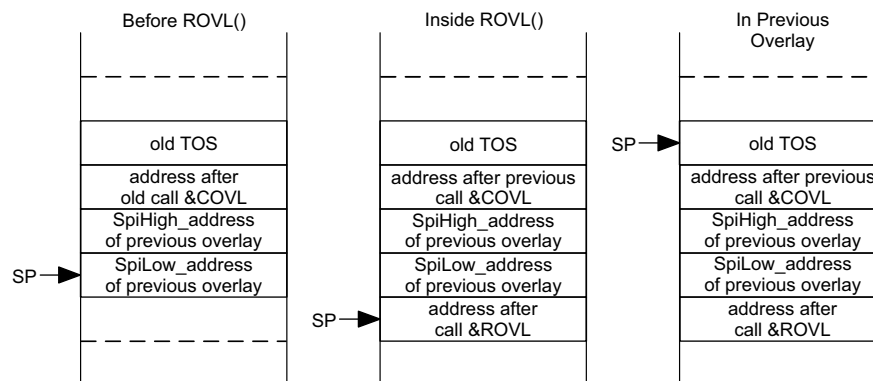 Before ROVL()
old TOS
address after
old call &COVL
SpiHigh_address
of previous overlay
SP
SpiLow_address
of previous overlay
Inside ROVL()
old TOS
address after previous
call &COVL
SpiHigh_address
of previous overlay
SpiLow_address
of previous overlay
SP
address after
call &ROVL
In Previous
Overlay
SP
old TOS
address after previous
call &COVL
SpiHigh_address
of previous overlay
SpiLow_address
of previous overlay
address after
call &ROVL